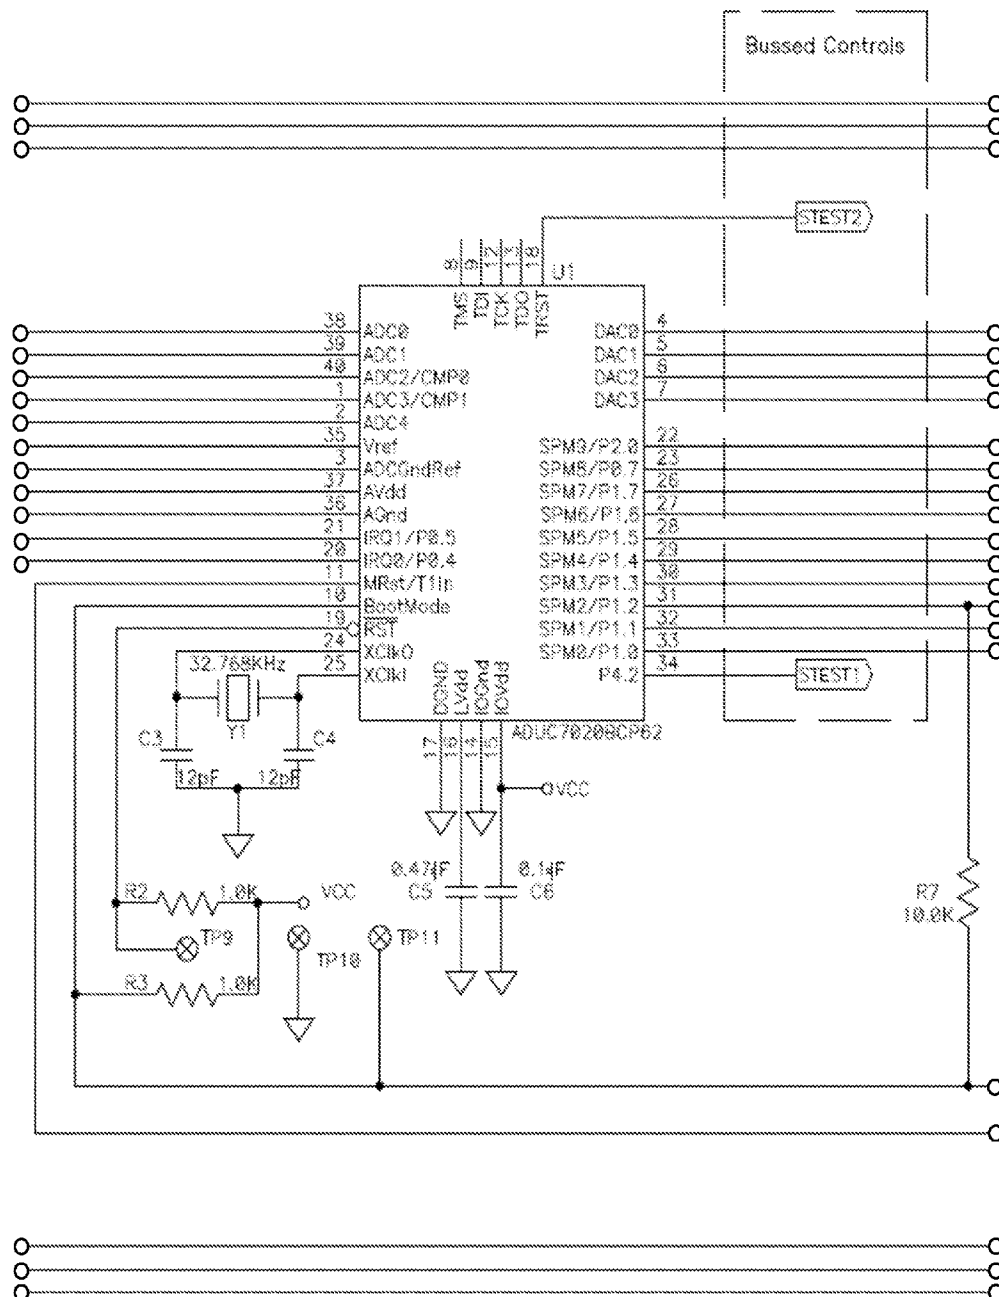 Bussed Controls
STEST2
8
9
12
13
18
U1
TMS
TDI
TCK
TDO
TRST
38
ADC0
DAC0
4
39
ADC1
DAC1
5
40
ADC2/CMP0
DAC2
6
1
ADC3/CMP1
DAC3
7
2
ADC4
35
Vref
SPM9/P2.0
22
3
ADCGndRef
SPM8/P0.7
23
37
AVdd
SPM7/P1.7
26
36
AGnd
SPM6/P1.6
27
21
IRQ1/P0.5
SPM5/P1.5
28
20
IRQ0/P0.4
SPM4/P1.4
29
11
MRst/T1In
SPM3/P1.3
30
10
BootMode
SPM2/P1.2
31
19
RST
SPM1/P1.1
32
24
XClkO
SPM0/P1.0
33
25
XClkI
P4.2
34
STEST1
32.768KHz
Y1
DGND
LVdd
IOGnd
IOVdd
ADUC7020BCP62
17
16
14
15
C3
12pF
C4
12pF
VCC
0.47
C5
0.1
C6
R2
1.0K
VCC
TP9
TP10
TP11
R3
1.0K
R7
10.0K